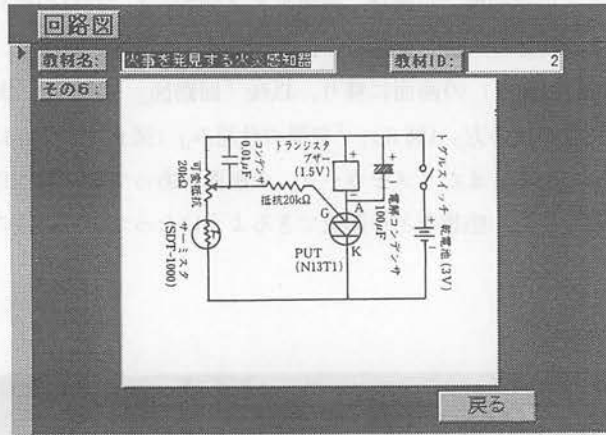 回路図
教材名:
火事を発見する火災感知器
教材ID:
2
その6:
トグルスイッチ
乾電池(3V)
+
−
トランジスタ
ブザー
(1.5V)
+
−
電解コンデンサ
100μF
コンデンサ
0.01μF
可変抵抗
200kΩ
抵抗20kΩ
サーミスタ
(SDT-1000)
G
A
K
PUT
(N13T1)
戻る